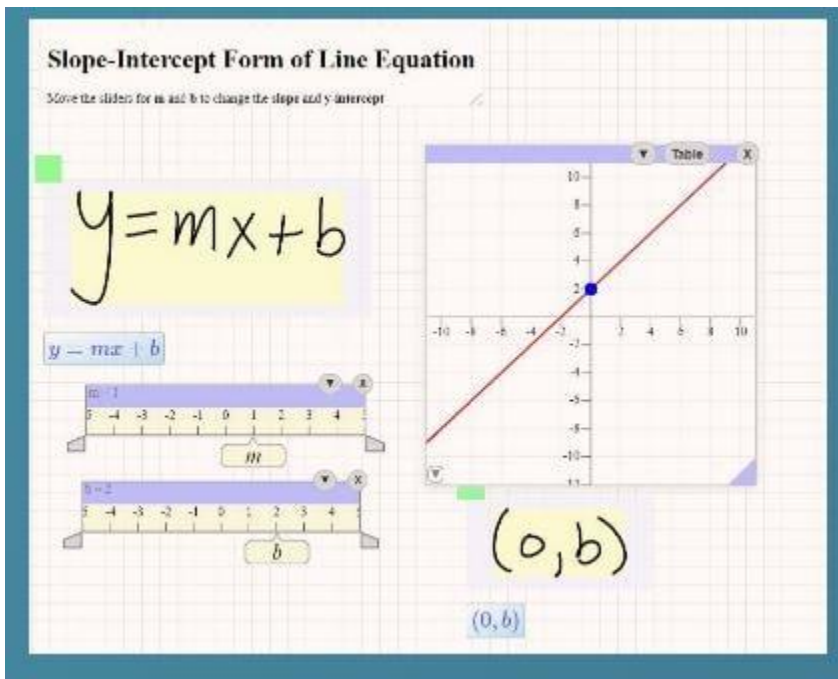 Slope-Intercept Form of Line Equation
Move the sliders for m and b to change the slope and y-intercept
y=mx+b
y = mx + b
m = 1
5 -4 -3 -2 -1 0 1 2 3 4
m
b = 2
5 -4 -3 -2 -1 0 1 2 3 4
b
Table X
10
8
6
4
2
-10 -8 -6 -4 -2 2 4 6 8 10
-2
-4
-6
-8
-10
(0,b)
(0, b)